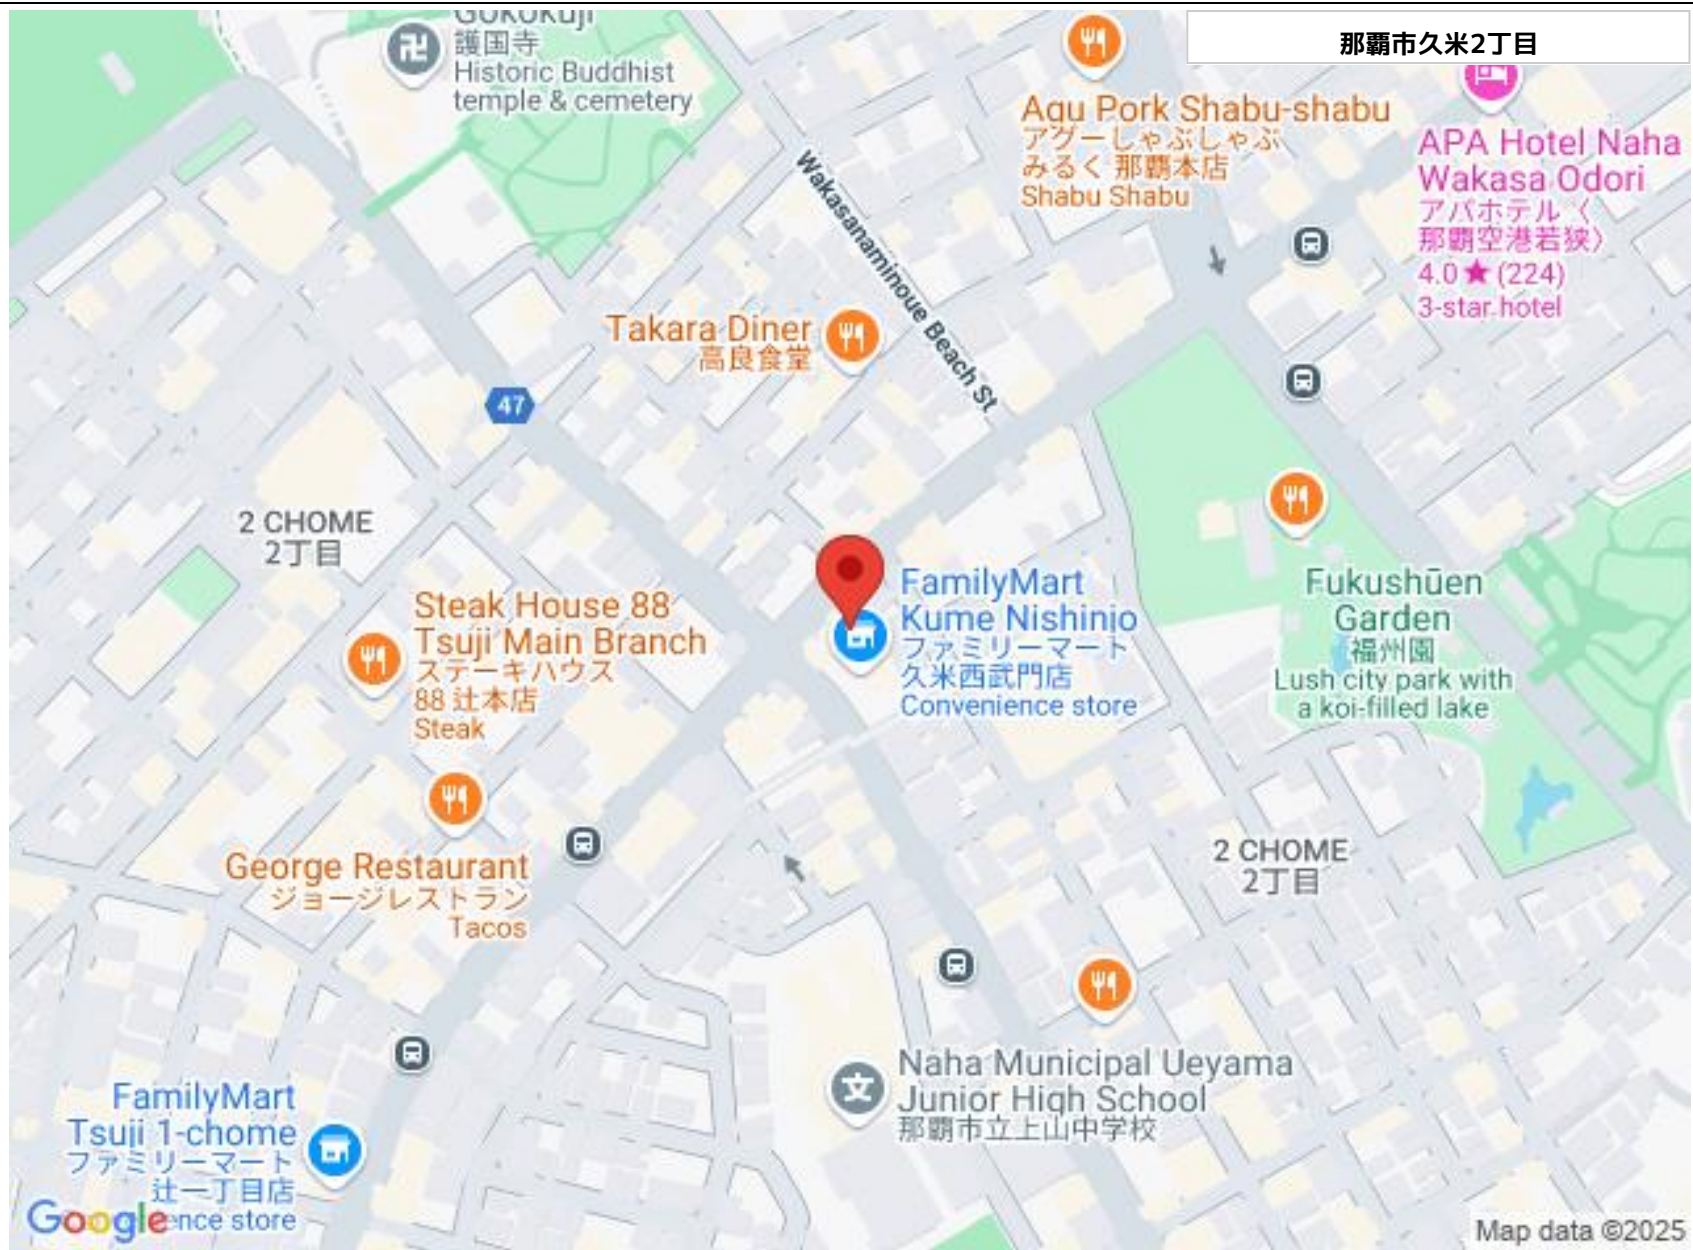 那覇市久米2丁目
Gokokuji
護国寺
Historic Buddhist
temple & cemetery
Agu Pork Shabu-shabu
アグーしゃぶしゃぶ
みるく 那覇本店
Shabu Shabu
APA Hotel Naha
Wakasa Odori
アパホテル〈
那覇空港若狭〉
4.0★(224)
3-star hotel
Wakasanaminoue Beach St
Takara Diner
高良食堂
47
2 CHOME
2丁目
Steak House 88
Tsuji Main Branch
ステーキハウス
88 辻本店
Steak
FamilyMart
Kume Nishinjo
ファミリーマート
久米西武門店
Convenience store
Fukushūen
Garden
福州園
Lush city park with
a koi-filled lake
George Restaurant
ジョージレストラン
Tacos
2 CHOME
2丁目
Naha Municipal Ueyama
Junior High School
那覇市立上山中学校
文
FamilyMart
Tsuji 1-chome
ファミリーマート
辻一丁目店
ence store
Google
Map data ©2025